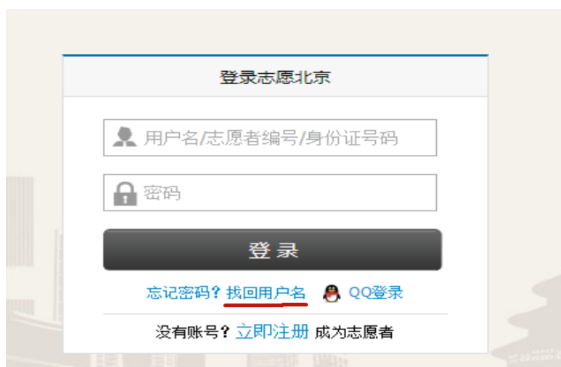 登录志愿北京
用户名/志愿者编号/身份证号码
密码
登 录
忘记密码? 找回用户名 QQ登录
没有账号? 立即注册 成为志愿者